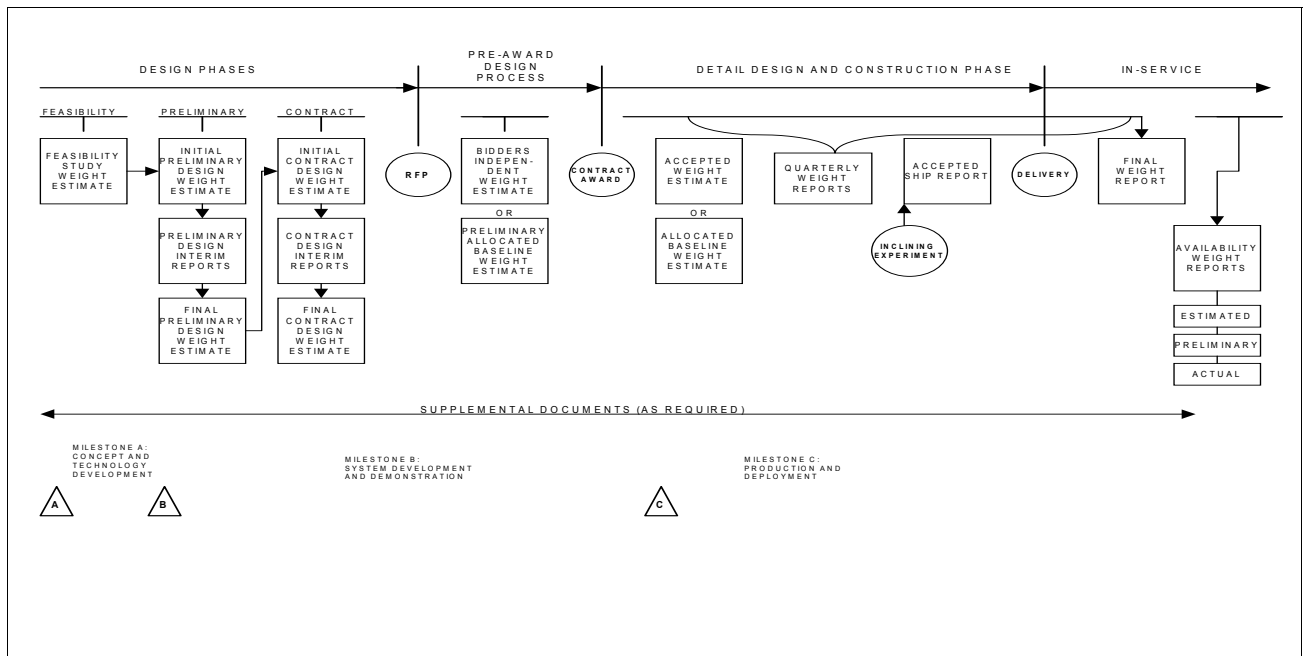 DESIGN PHASES
PRE-AWARD
DESIGN
PROCESS
DETAIL DESIGN AND CONSTRUCTION PHASE
IN-SERVICE
FEASIBILITY
PRELIMINARY
CONTRACT
FEASIBILITY
STUDY
WEIGHT
ESTIMATE
INITIAL
PRELIMINARY
DESIGN
WEIGHT
ESTIMATE
INITIAL
CONTRACT
DESIGN
WEIGHT
ESTIMATE
RFP
BIDDERS
INDEPEN-
DENT
WEIGHT
ESTIMATE
CONTRACT
AWARD
ACCEPTED
WEIGHT
ESTIMATE
QUARTERLY
WEIGHT
REPORTS
ACCEPTED
SHIP REPORT
DELIVERY
FINAL
WEIGHT
REPORT
OR
OR
PRELIMINARY
DESIGN
INTERIM
REPORTS
CONTRACT
DESIGN
INTERIM
REPORTS
PRELIMINARY
ALLOCATED
BASELINE
WEIGHT
ESTIMATE
ALLOCATED
BASELINE
WEIGHT
ESTIMATE
INCLINING
EXPERIMENT
AVAILABILITY
WEIGHT
REPORTS
FINAL
PRELIMINARY
DESIGN
WEIGHT
ESTIMATE
FINAL
CONTRACT
DESIGN
WEIGHT
ESTIMATE
ESTIMATED
PRELIMINARY
ACTUAL
SUPPLEMENTAL DOCUMENTS (AS REQUIRED)
MILESTONE A:
CONCEPT AND
TECHNOLOGY
DEVELOPMENT
MILESTONE B:
SYSTEM DEVELOPMENT
AND DEMONSTRATION
MILESTONE C:
PRODUCTION AND
DEPLOYMENT
A
B
C